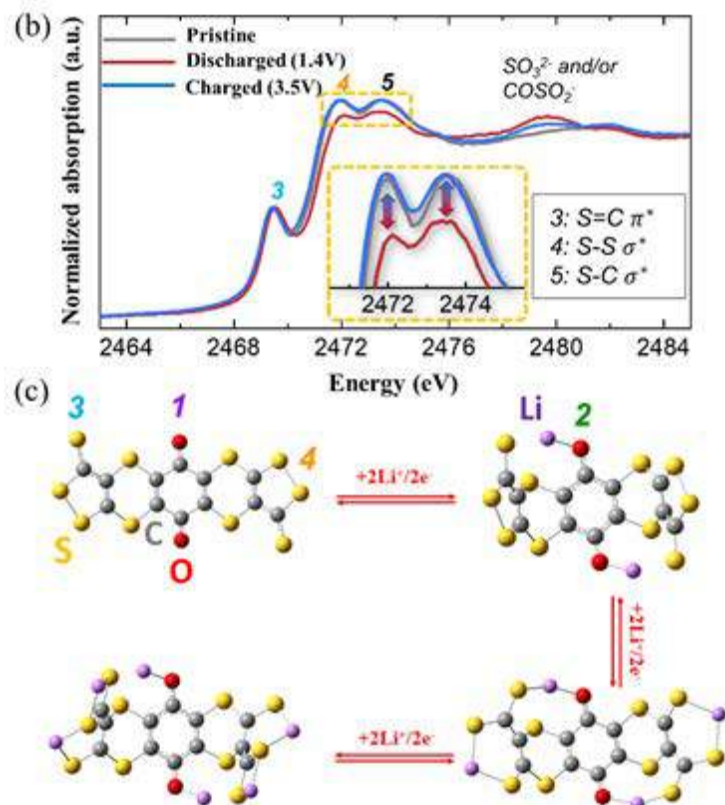 (b)
Pristine
Discharged (1.4V)
Charged (3.5V)
4
5
SO₃²⁻ and/or
COSO₂⁻
3
3: S=C π*
4: S-S σ*
5: S-C σ*
2472 2474
Normalized absorption (a.u.)
2464 2468 2472 2476 2480 2484
Energy (eV)
(c)
3
1
4
S
C
O
+2Li⁺/2e⁻
Li
2
+2Li⁺/2e⁻
+2Li⁺/2e⁻